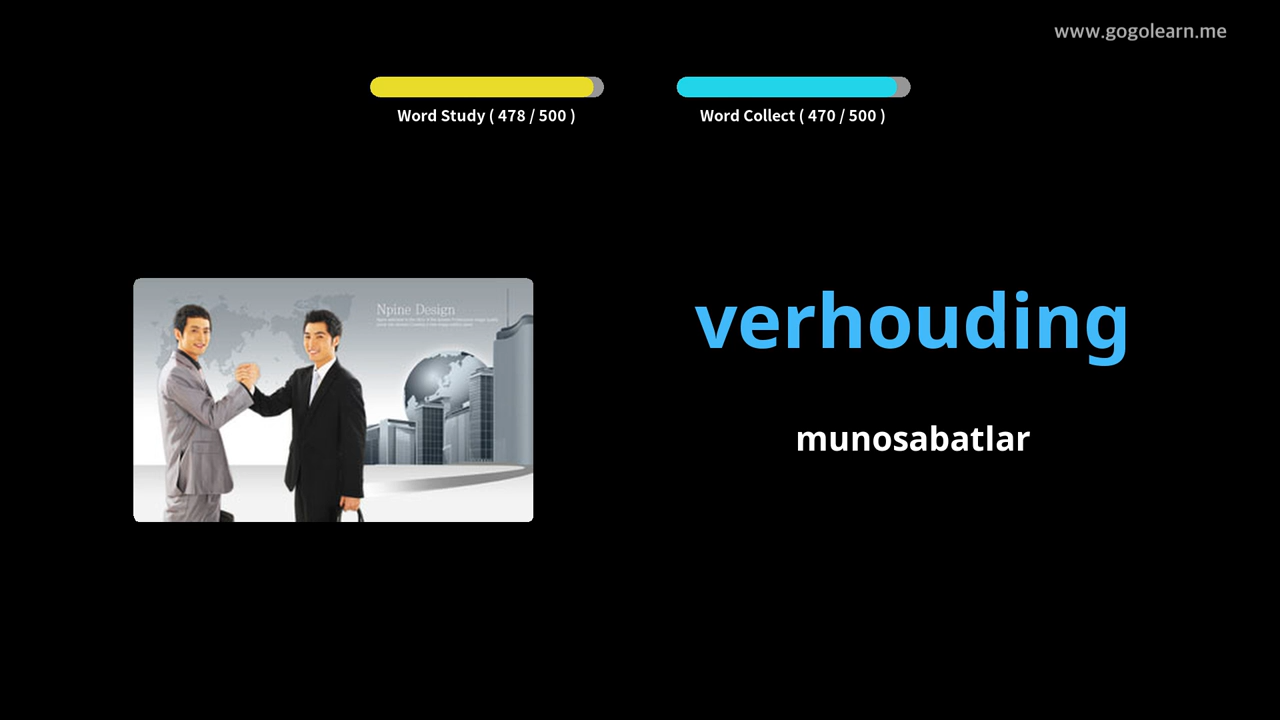 www.gogolearn.me
Word Study ( 478 / 500 )
Word Collect ( 470 / 500 )
Npine Design
verhouding
munosabatlar